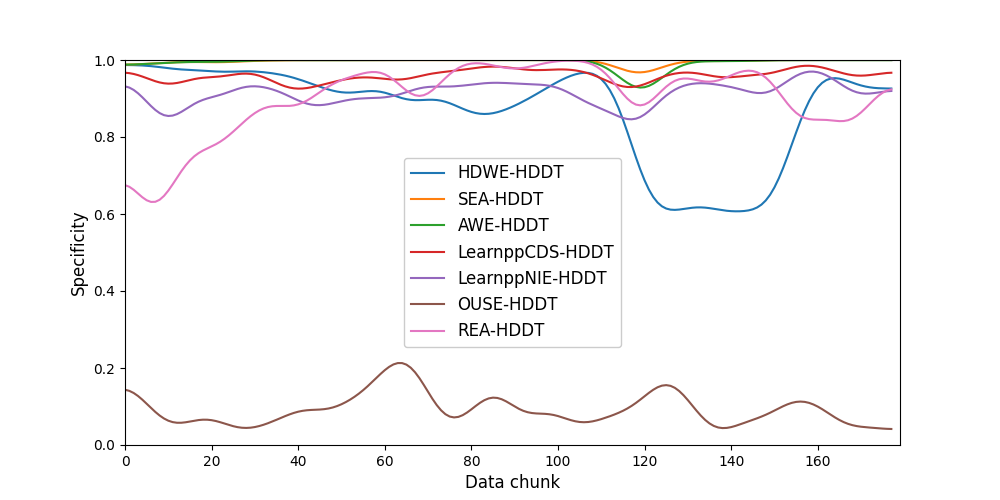 1.0
0.8
0.6
0.4
0.2
0.0
Specificity
HDWE-HDDT
SEA-HDDT
AWE-HDDT
LearnppCDS-HDDT
LearnppNIE-HDDT
OUSE-HDDT
REA-HDDT
0 20 40 60 80 100 120 140 160
Data chunk